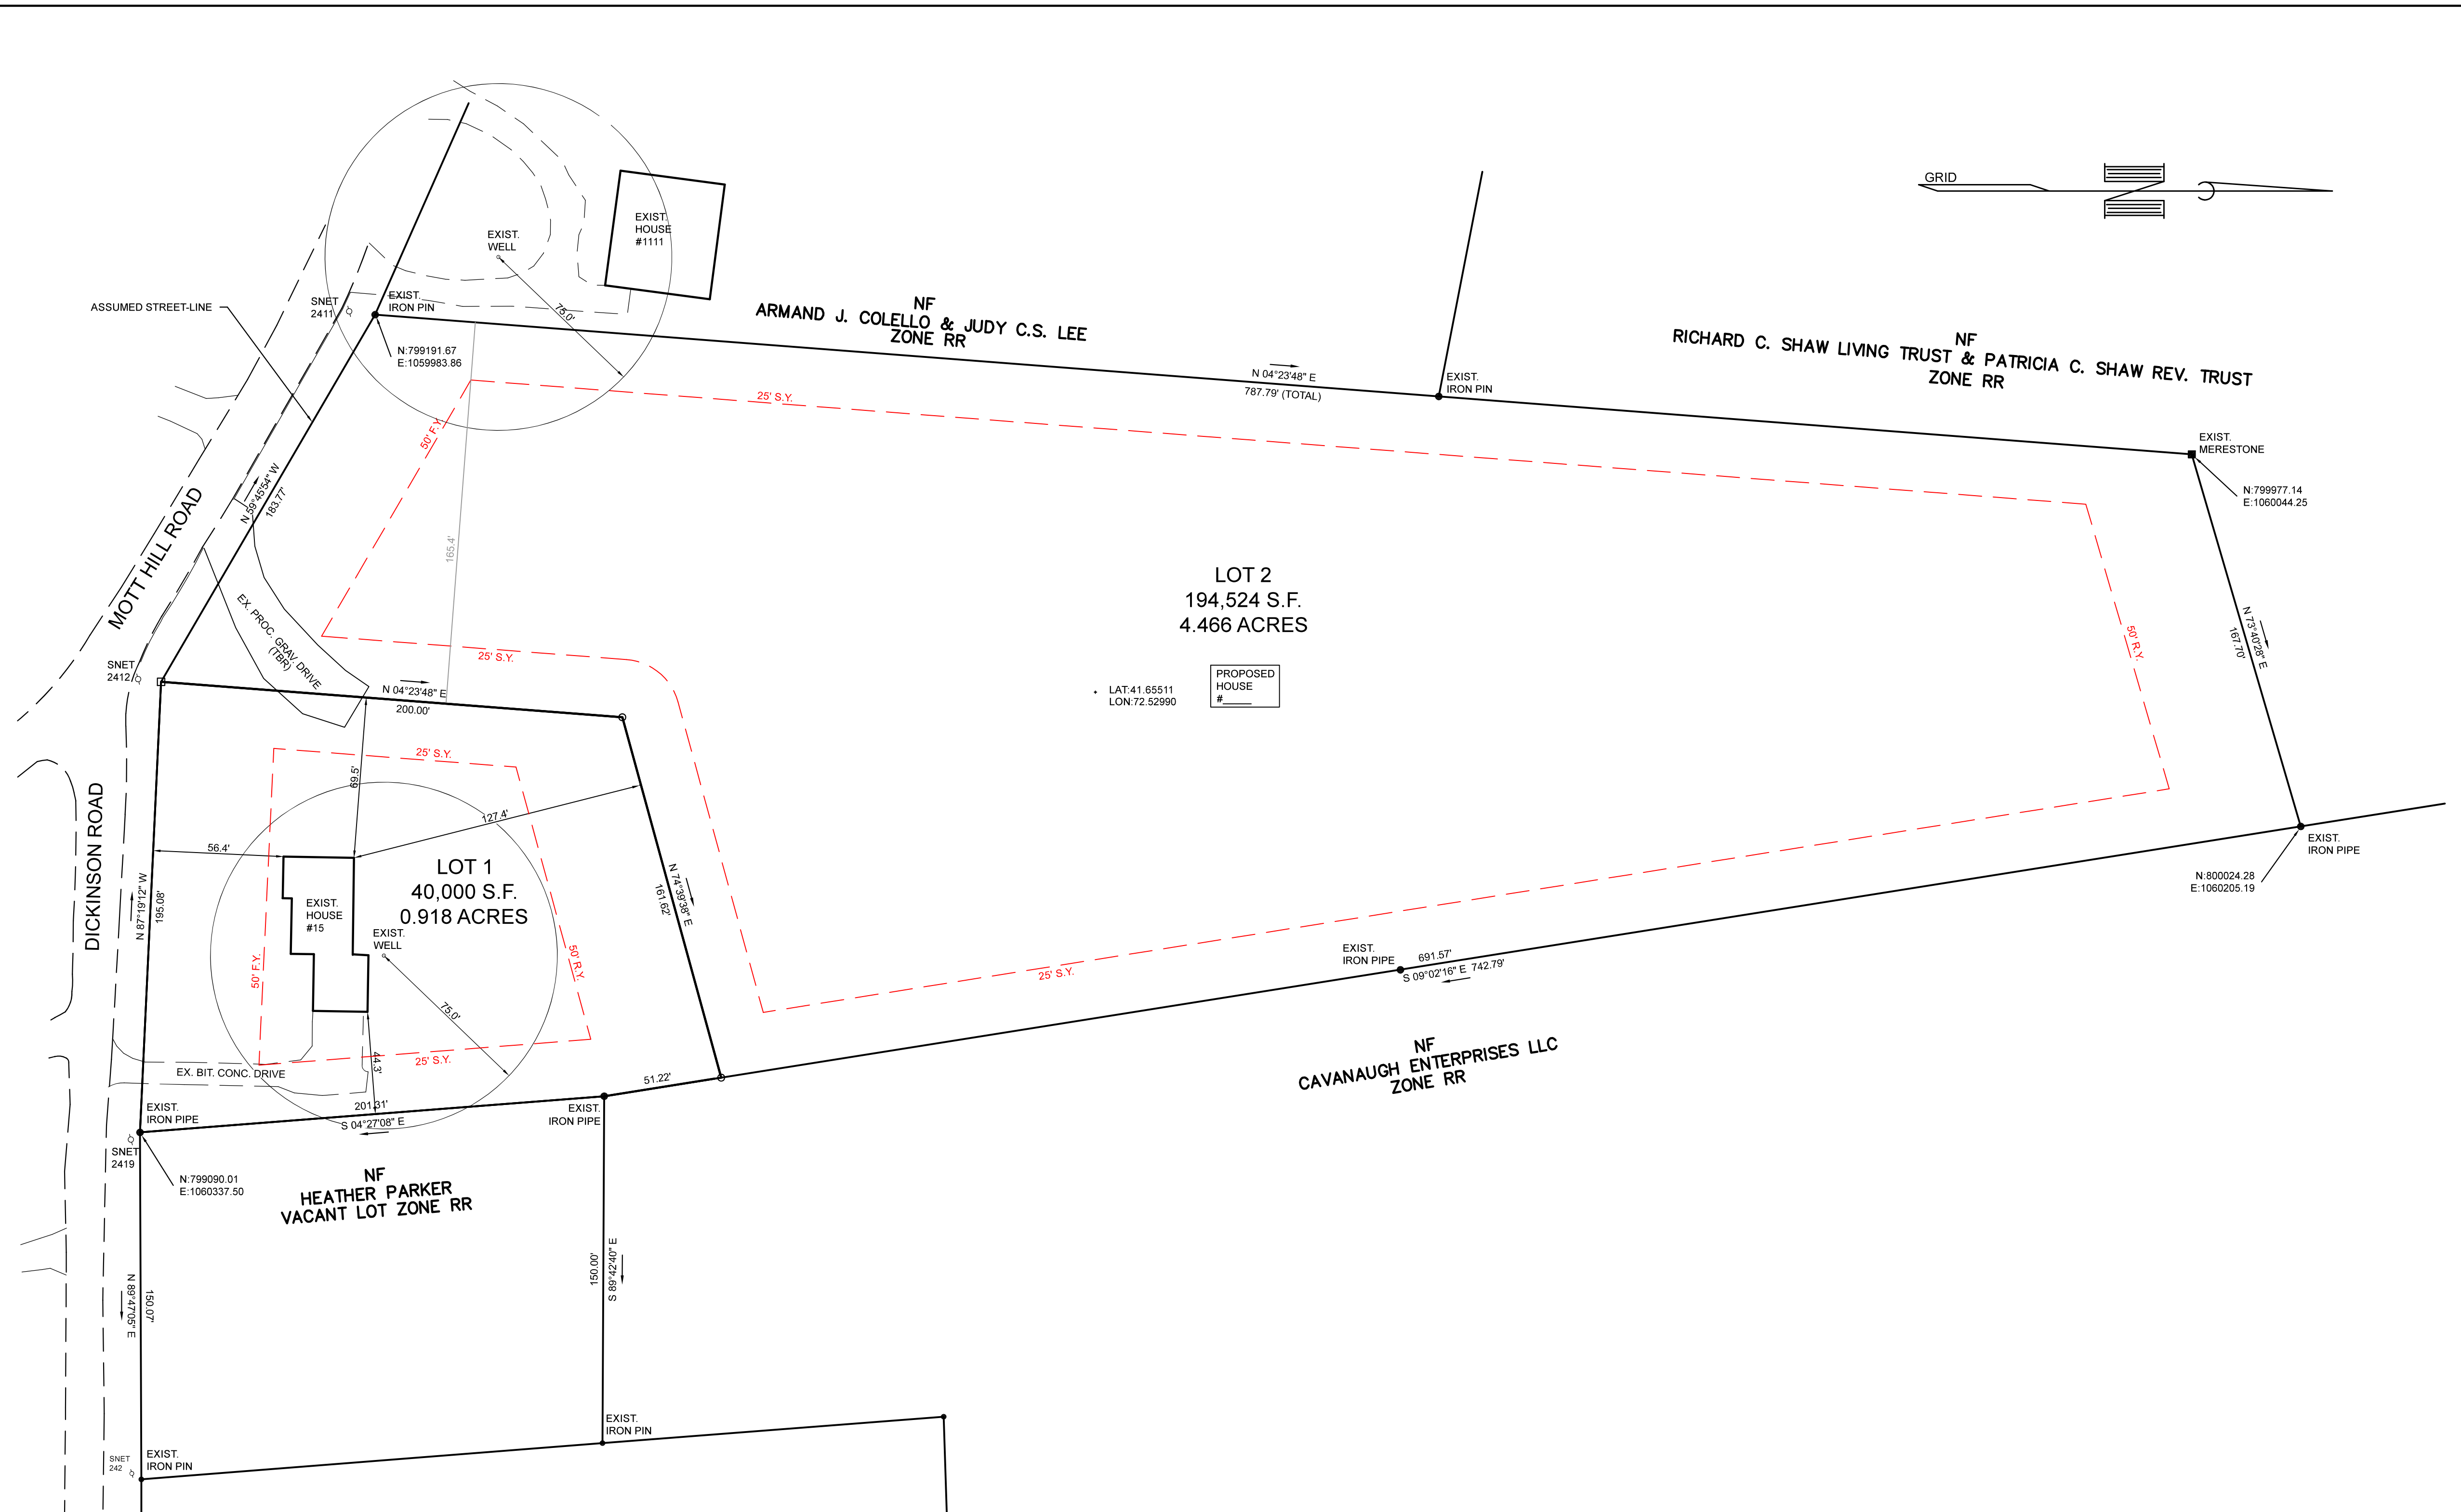 GRID
EXIST.
HOUSE
#1111
EXIST.
WELL
75.0'
ASSUMED STREET-LINE
SNET
2411
EXIST.
IRON PIN
N:799191.67
E:1059983.86
NF
ARMAND J. COLELLO & JUDY C.S. LEE
ZONE RR
NF
RICHARD C. SHAW LIVING TRUST & PATRICIA C. SHAW REV. TRUST
ZONE RR
N 04°23'48" E
787.79' (TOTAL)
EXIST.
IRON PIN
25' S.Y.
50' F.Y.
EXIST.
MERESTONE
N:799977.14
E:1060044.25
N 59°45'54" W
183.77'
MOTT HILL ROAD
165.4'
EX. PROC. GRAV. DRIVE
(TBR)
LOT 2
194,524 S.F.
4.466 ACRES
N 73°40'28" E
167.70'
50' R.Y.
25' S.Y.
SNET
2412
N 04°23'48" E
200.00'
LAT:41.65511
LON:72.52990
PROPOSED
HOUSE
#_____
25' S.Y.
69.5'
127.4'
56.4'
DICKINSON ROAD
N 87°19'12" W
195.08'
LOT 1
40,000 S.F.
0.918 ACRES
EXIST.
HOUSE
#15
EXIST.
WELL
75.0'
N 74°39'38" E
161.62'
50' F.Y.
50' R.Y.
25' S.Y.
44.3'
EX. BIT. CONC. DRIVE
25' S.Y.
EXIST.
IRON PIPE
691.57'
S 09°02'16" E 742.79'
EXIST.
IRON PIPE
N:800024.28
E:1060205.19
NF
CAVANAUGH ENTERPRISES LLC
ZONE RR
51.22'
201.31'
S 04°27'08" E
EXIST.
IRON PIPE
EXIST.
IRON PIPE
SNET
2419
N:799090.01
E:1060337.50
NF
HEATHER PARKER
VACANT LOT ZONE RR
150.00'
S 89°42'40" E
N 89°47'05" E
150.07'
EXIST.
IRON PIN
SNET
242
EXIST.
IRON PIN